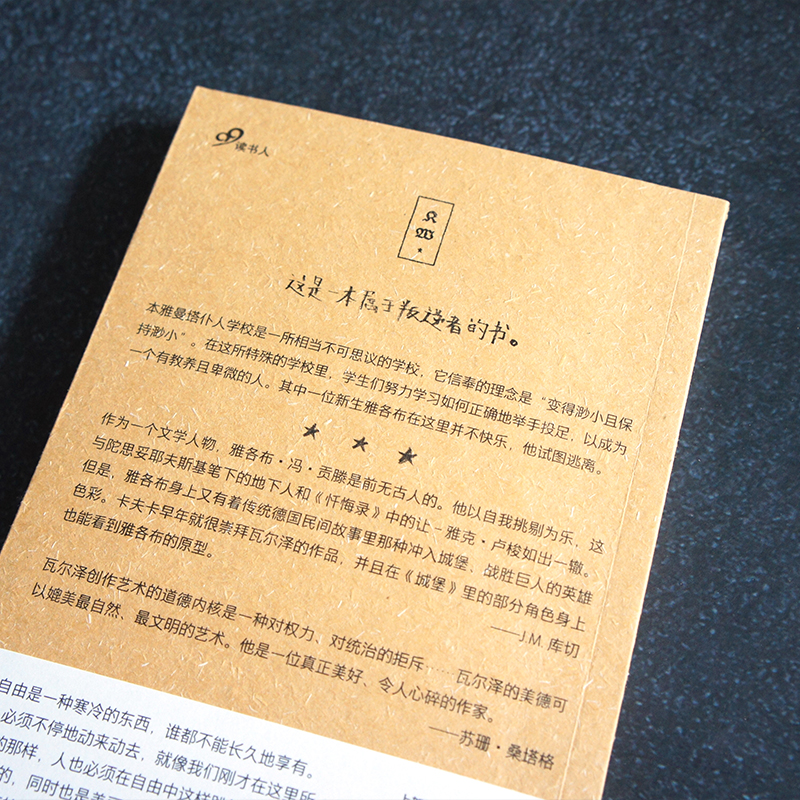 99读书人
K
W
这是一本属于叛逆者的书。
本雅曼塔仆人学校是一所相当不可思议的学校，它信奉的理念是“变得渺小且保
持渺小”。在这所特殊的学校里，学生们努力学习如何正确地举手投足，以成为
一个有教养且卑微的人。其中一位新生雅各布在这里并不快乐，他试图逃离。
作为一个文学人物，雅各布·冯·贡滕是前无古人的。他以自我挑剔为乐，这
与陀思妥耶夫斯基笔下的地下人和《忏悔录》中的让－雅克·卢梭如出一辙。
但是，雅各布身上又有着传统德国民间故事里那种冲入城堡、战胜巨人的英雄
色彩。卡夫卡早年就很崇拜瓦尔泽的作品，并且在《城堡》里的部分角色身上
也能看到雅各布的原型。
——J.M. 库切
瓦尔泽创作艺术的道德内核是一种对权力、对统治的拒斥……瓦尔泽的美德可
以媲美最自然、最文明的艺术。他是一位真正美好、令人心碎的作家。
——苏珊·桑塔格
自由是一种寒冷的东西，谁都不能长久地享有。
必须不停地动来动去，就像我们刚才在这里所
的那样，人也必须在自由中这样
的，同时也是美